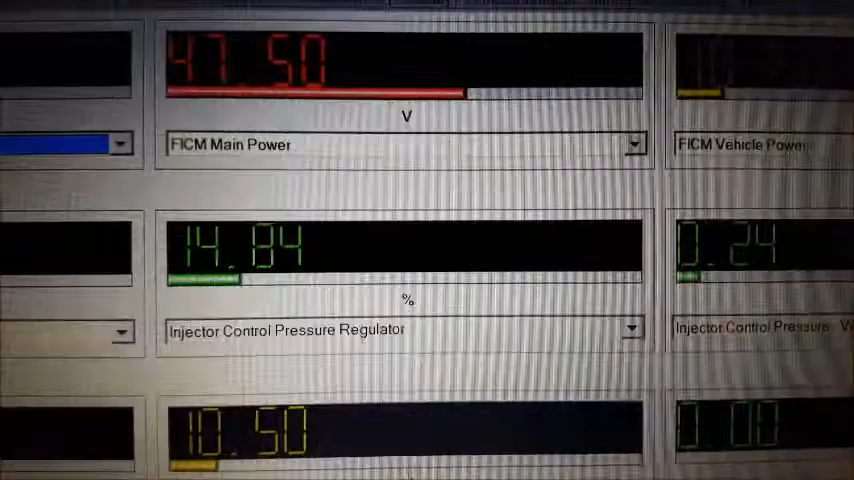 47.50
V
FICM Main Power
FICM Vehicle Power
14.84
0.24
%
Injector Control Pressure Regulator
Injector Control Pressure
10.50
0.00